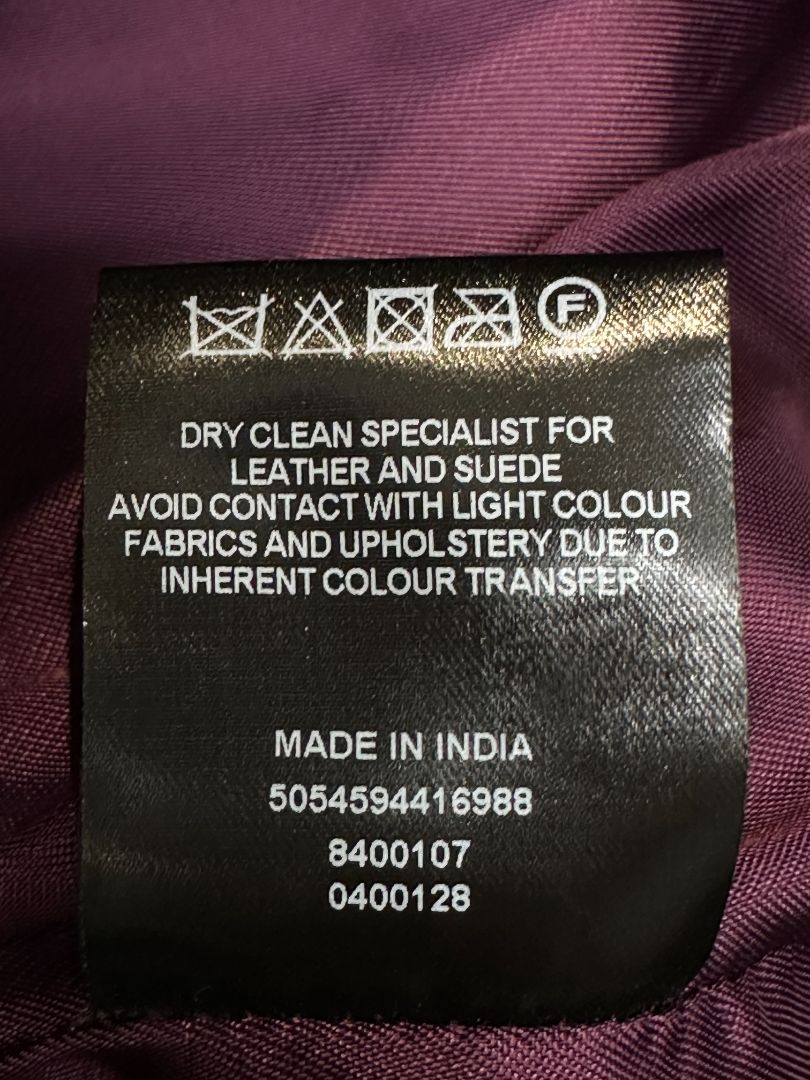 F
DRY CLEAN SPECIALIST FOR
LEATHER AND SUEDE
AVOID CONTACT WITH LIGHT COLOUR
FABRICS AND UPHOLSTERY DUE TO
INHERENT COLOUR TRANSFER
MADE IN INDIA
5054594416988
8400107
0400128